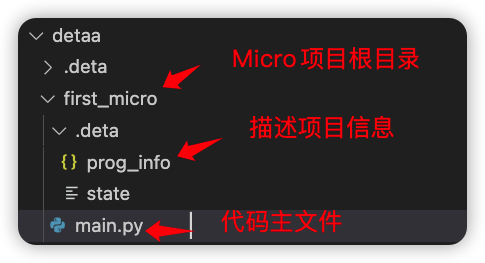 detaa
.deta
Micro项目根目录
first_micro
.deta
描述项目信息
{} prog_info
state
main.py
代码主文件